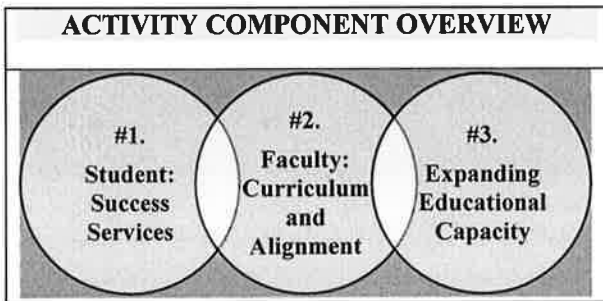 ACTIVITY COMPONENT OVERVIEW
#1.
Student:
Success
Services
#2.
Faculty:
Curriculum
and
Alignment
#3.
Expanding
Educational
Capacity